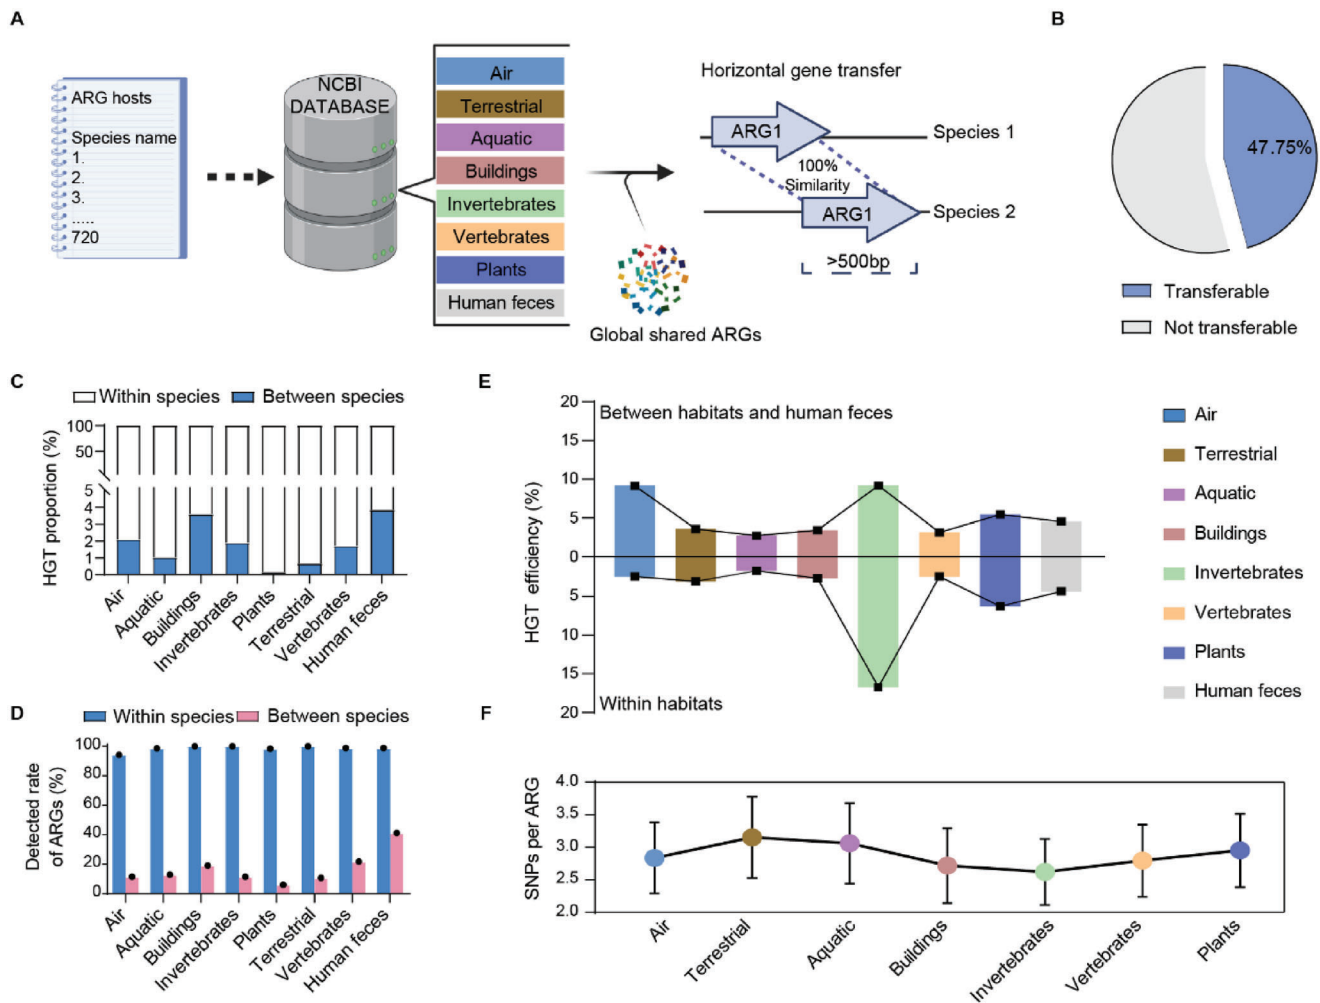 A
ARG hosts
Species name
1.
2.
3.
.....
720
NCBI
DATABASE
Air
Terrestrial
Aquatic
Buildings
Invertebrates
Vertebrates
Plants
Human feces
Global shared ARGs
Horizontal gene transfer
ARG1
Species 1
100%
Similarity
ARG1
Species 2
>500bp
B
47.75%
Transferable
Not transferable
C
Within species
Between species
HGT proportion (%)
100
50
5
4
3
2
1
0
Air
Aquatic
Buildings
Invertebrates
Plants
Terrestrial
Vertebrates
Human feces
D
Within species
Between species
Detected rate
of ARGs (%)
100
80
60
40
20
0
Air
Aquatic
Buildings
Invertebrates
Plants
Terrestrial
Vertebrates
Human feces
E
Between habitats and human feces
HGT efficiency (%)
20
15
10
5
0
5
10
15
20
Within habitats
Air
Terrestrial
Aquatic
Buildings
Invertebrates
Vertebrates
Plants
Human feces
F
SNPs per ARG
4.0
3.5
3.0
2.5
2.0
Air
Terrestrial
Aquatic
Buildings
Invertebrates
Vertebrates
Plants